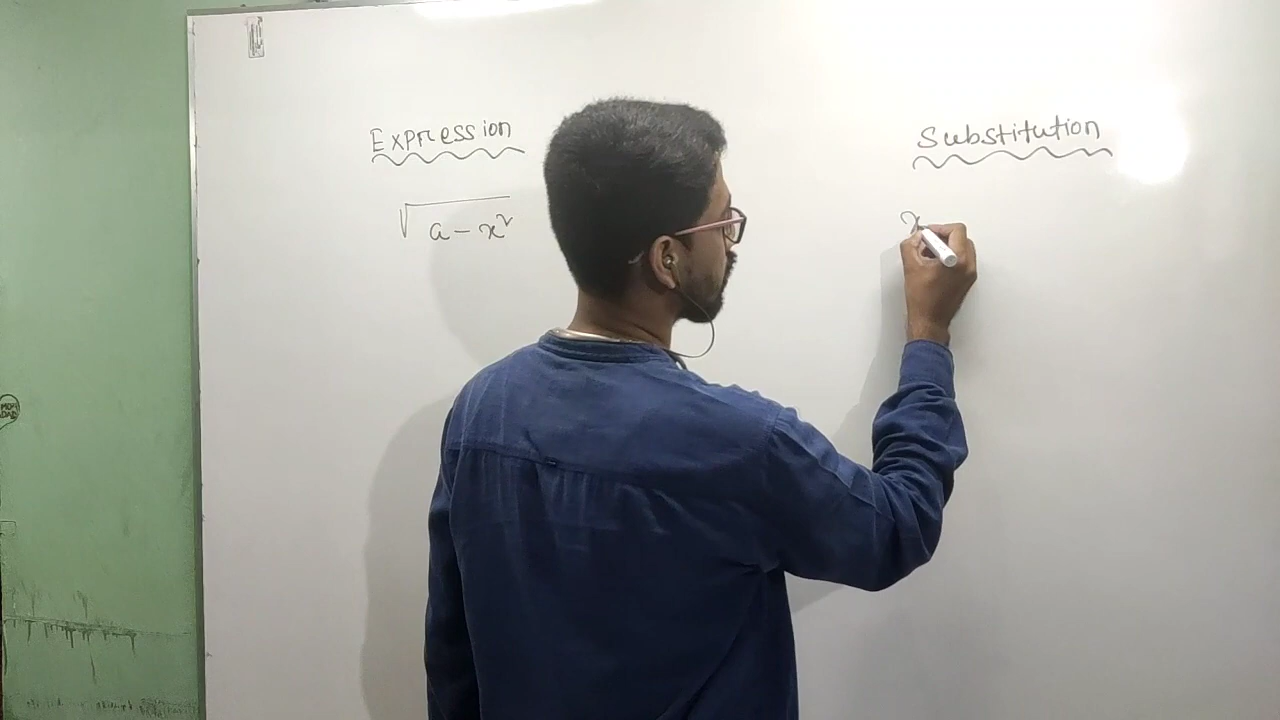 Expression
Substitution
√(a - x²)
x